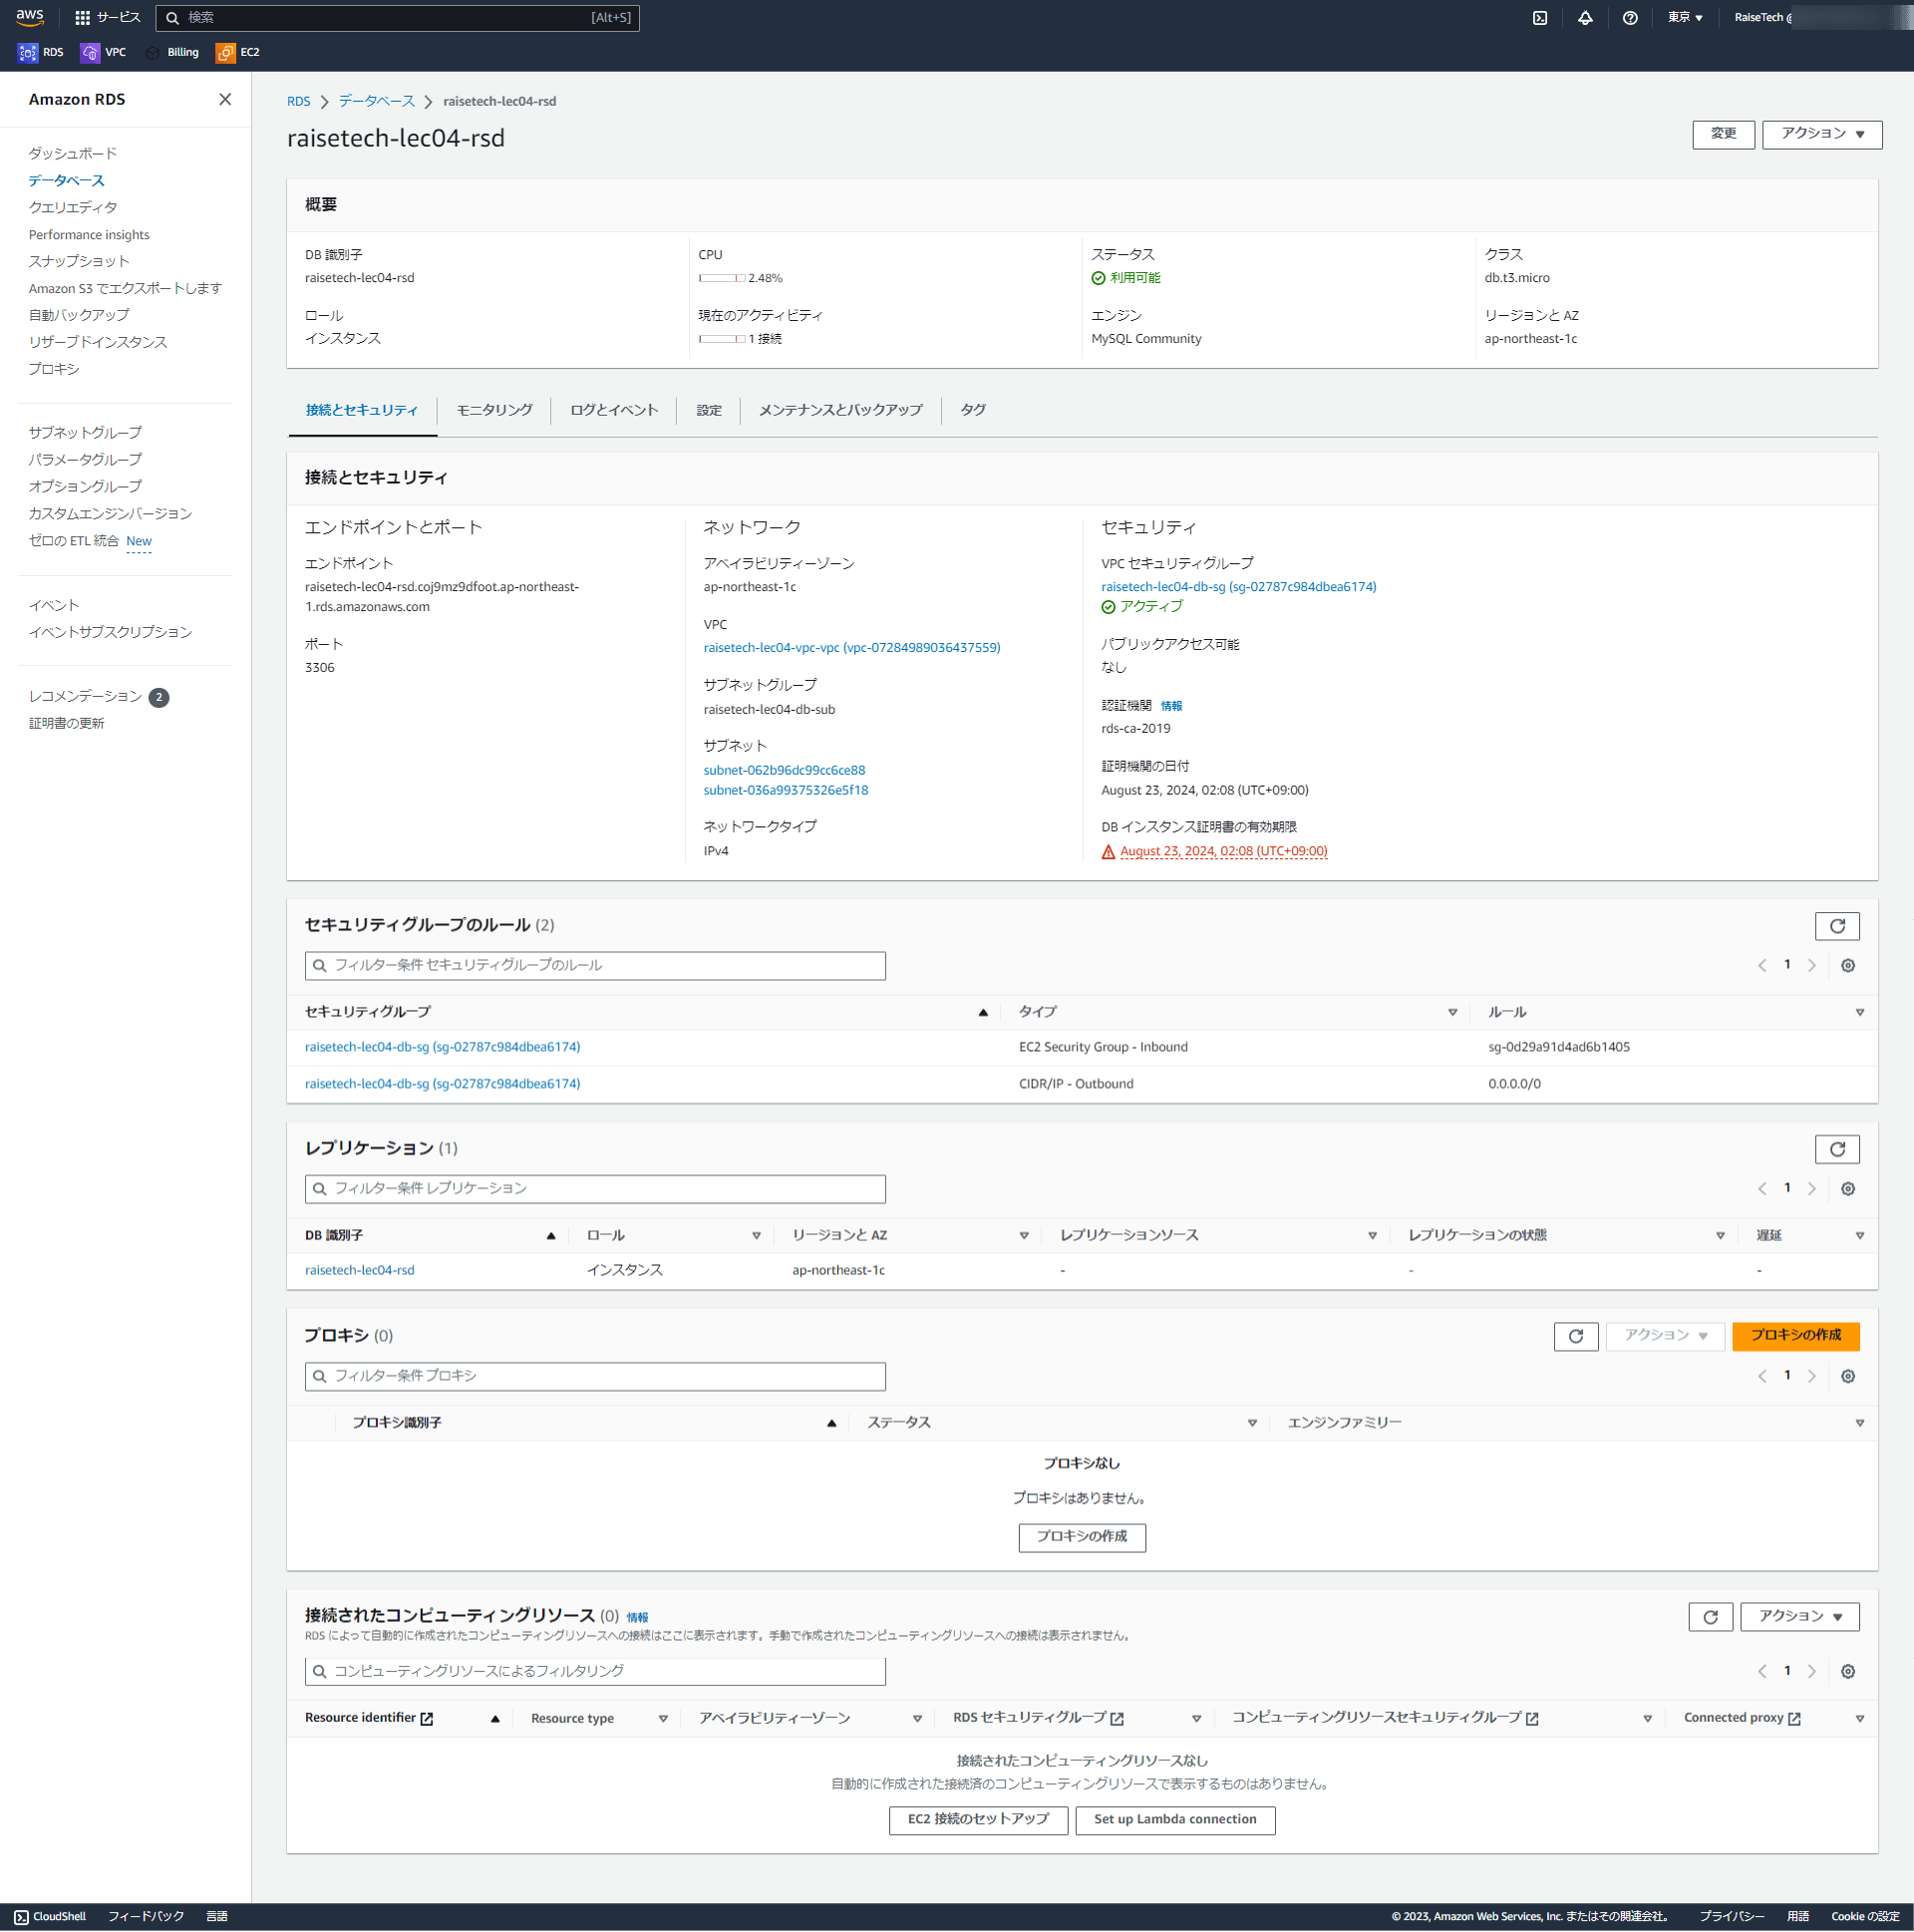 aws
サービス
検索
[Alt+S]
東京
RaiseTech @
RDS
VPC
Billing
EC2
Amazon RDS
ダッシュボード
データベース
クエリエディタ
Performance insights
スナップショット
Amazon S3 でエクスポートします
自動バックアップ
リザーブドインスタンス
プロキシ
サブネットグループ
パラメータグループ
オプショングループ
カスタムエンジンバージョン
ゼロの ETL 統合 New
イベント
イベントサブスクリプション
レコメンデーション 2
証明書の更新
RDS > データベース > raisetech-lec04-rsd
raisetech-lec04-rsd
変更
アクション
概要
DB 識別子
raisetech-lec04-rsd
CPU
2.48%
ステータス
利用可能
クラス
db.t3.micro
ロール
インスタンス
現在のアクティビティ
1 接続
エンジン
MySQL Community
リージョンと AZ
ap-northeast-1c
接続とセキュリティ
モニタリング
ログとイベント
設定
メンテナンスとバックアップ
タグ
接続とセキュリティ
エンドポイントとポート
エンドポイント
raisetech-lec04-rsd.coj9mz9dfoot.ap-northeast-
1.rds.amazonaws.com
ポート
3306
ネットワーク
アベイラビリティーゾーン
ap-northeast-1c
VPC
raisetech-lec04-vpc-vpc (vpc-07284989036437559)
サブネットグループ
raisetech-lec04-db-sub
サブネット
subnet-062b96dc99cc6ce88
subnet-036a99375326e5f18
ネットワークタイプ
IPv4
セキュリティ
VPC セキュリティグループ
raisetech-lec04-db-sg (sg-02787c984dbea6174)
アクティブ
パブリックアクセス可能
なし
認証機関 情報
rds-ca-2019
証明機関の日付
August 23, 2024, 02:08 (UTC+09:00)
DB インスタンス証明書の有効期限
August 23, 2024, 02:08 (UTC+09:00)
セキュリティグループのルール (2)
フィルター条件 セキュリティグループのルール
1
セキュリティグループ
タイプ
ルール
raisetech-lec04-db-sg (sg-02787c984dbea6174)
EC2 Security Group - Inbound
sg-0d29a91d4ad6b1405
raisetech-lec04-db-sg (sg-02787c984dbea6174)
CIDR/IP - Outbound
0.0.0.0/0
レプリケーション (1)
フィルター条件 レプリケーション
1
DB 識別子
ロール
リージョンと AZ
レプリケーションソース
レプリケーションの状態
遅延
raisetech-lec04-rsd
インスタンス
ap-northeast-1c
-
-
-
プロキシ (0)
アクション
プロキシの作成
フィルター条件 プロキシ
1
プロキシ識別子
ステータス
エンジンファミリー
プロキシなし
プロキシはありません。
プロキシの作成
接続されたコンピューティングリソース (0) 情報
RDS によって自動的に作成されたコンピューティングリソースへの接続はここに表示されます。手動で作成されたコンピューティングリソースへの接続は表示されません。
アクション
コンピューティングリソースによるフィルタリング
1
Resource identifier
Resource type
アベイラビリティーゾーン
RDS セキュリティグループ
コンピューティングリソースセキュリティグループ
Connected proxy
接続されたコンピューティングリソースなし
自動的に作成された接続済のコンピューティングリソースで表示するものはありません。
EC2 接続のセットアップ
Set up Lambda connection
CloudShell
フィードバック
言語
© 2023, Amazon Web Services, Inc. またはその関連会社。
プライバシー
用語
Cookie の設定